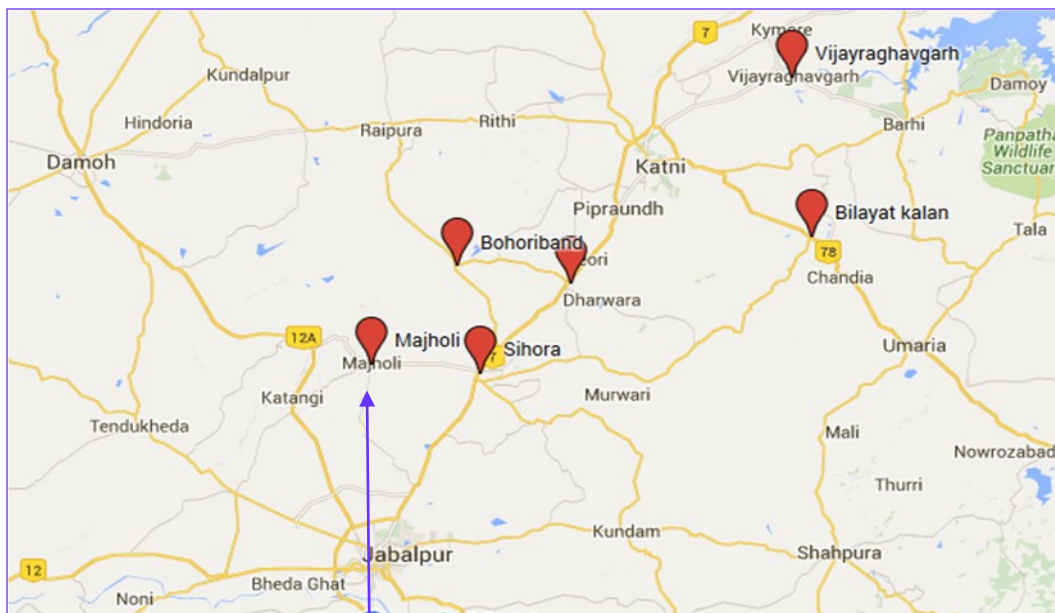 7
Kymore
Vijayraghavgarh
Vijayraghavgarh
Kundalpur
Damoy
Hindoria
Raipura
Rithi
Barhi
Panpatha
Wildlife
Damoh
Katni
Pipraundh
Bilayat kalan
Tala
Bohoriband
78
Chandia
Dharwara
12A
Majholi
Sihora
7
Majholi
Umaria
Katangi
Murwari
Tendukheda
Mali
Nowrozabad
Thurri
Kundam
Jabalpur
Shahpura
12
Bheda Ghat
Noni